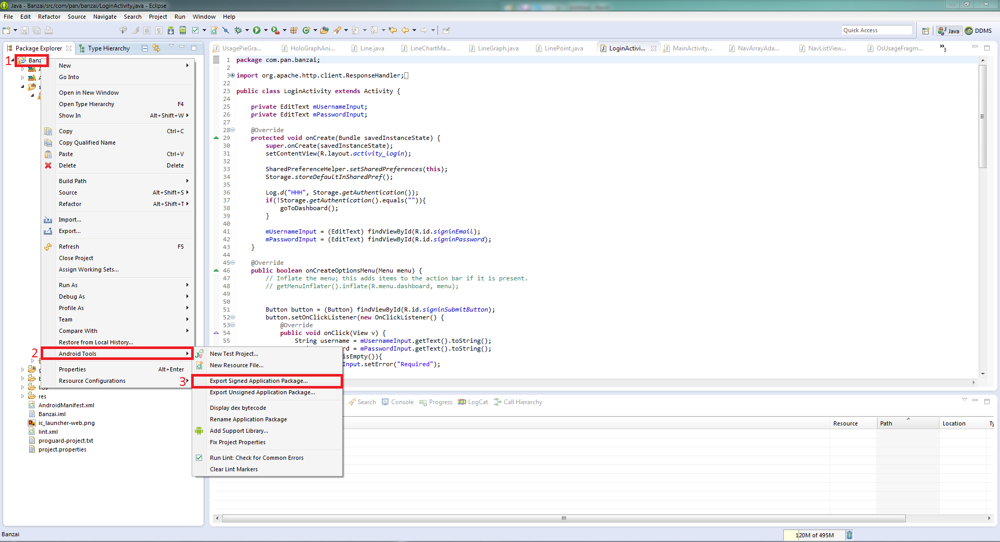 Java - Banzai/src/com/pan/banzai/LoginActivity.java - Eclipse
File Edit Refactor Source Navigate Search Project Run Window Help
Quick Access Java DDMS
Package Explorer Type Hierarchy
UsagePieGra... HoloGraphAni... Line.java LineChartMa... LineGraph.java LinePoint.java LoginActivi... MainActivity... NavArrayAda... NavListView... OsUsageFragm... »3
1 Banz
New
Go Into
Open in New Window
Open Type Hierarchy F4
Show In Alt+Shift+W
Copy Ctrl+C
Copy Qualified Name
Paste Ctrl+V
Delete Delete
Build Path
Source Alt+Shift+S
Refactor Alt+Shift+T
Import...
Export...
Refresh F5
Close Project
Assign Working Sets...
Run As
Debug As
Profile As
Team
Compare With
Restore from Local History...
2 Android Tools
Properties Alt+Enter
Resource Configurations
New Test Project...
New Resource File...
3 Export Signed Application Package...
Export Unsigned Application Package...
Display dex bytecode
Rename Application Package
Add Support Library...
Fix Project Properties
Run Lint: Check for Common Errors
Clear Lint Markers
libs
res
AndroidManifest.xml
Banzai.iml
ic_launcher-web.png
lint.xml
proguard-project.txt
project.properties
1 package com.pan.banzai;
2
3 import org.apache.http.client.ResponseHandler;
22
23 public class LoginActivity extends Activity {
24
25 private EditText mUsernameInput;
26 private EditText mPasswordInput;
27
28 @Override
29 protected void onCreate(Bundle savedInstanceState) {
30 super.onCreate(savedInstanceState);
31 setContentView(R.layout.activity_login);
32
33 SharedPreferenceHelper.setSharedPreferences(this);
34 Storage.storeDefaultInSharedPref();
35
36 Log.d("HHH", Storage.getAuthentication());
37 if(!Storage.getAuthentication().equals("")){
38 goToDashboard();
39 }
40
41 mUsernameInput = (EditText) findViewById(R.id.signinEmail);
42 mPasswordInput = (EditText) findViewById(R.id.signinPassword);
43 }
44
45 @Override
46 public boolean onCreateOptionsMenu(Menu menu) {
47 // Inflate the menu; this adds items to the action bar if it is present.
48 // getMenuInflater().inflate(R.menu.dashboard, menu);
49
50
51 Button button = (Button) findViewById(R.id.signinSubmitButton);
52 button.setOnClickListener(new OnClickListener() {
53 @Override
54 public void onClick(View v) {
55 String username = mUsernameInput.getText().toString();
rd = mPasswordInput.getText().toString();
isEmpty()){
Input.setError("Required");
Search Console Progress LogCat Call Hierarchy
Resource Path Location Ty
Banzai
120M of 495M